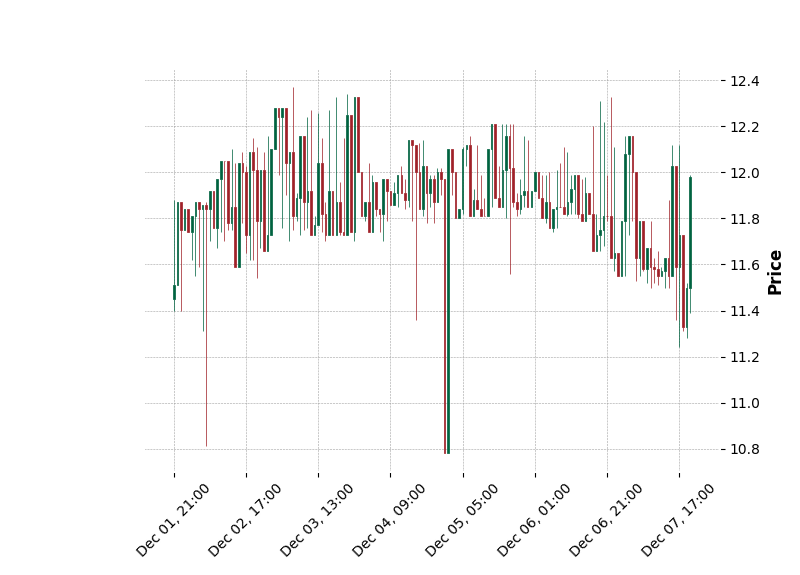 12.4
12.2
12.0
11.8
11.6
11.4
11.2
11.0
10.8
Price
Dec 01, 21:00
Dec 02, 17:00
Dec 03, 13:00
Dec 04, 09:00
Dec 05, 05:00
Dec 06, 01:00
Dec 06, 21:00
Dec 07, 17:00